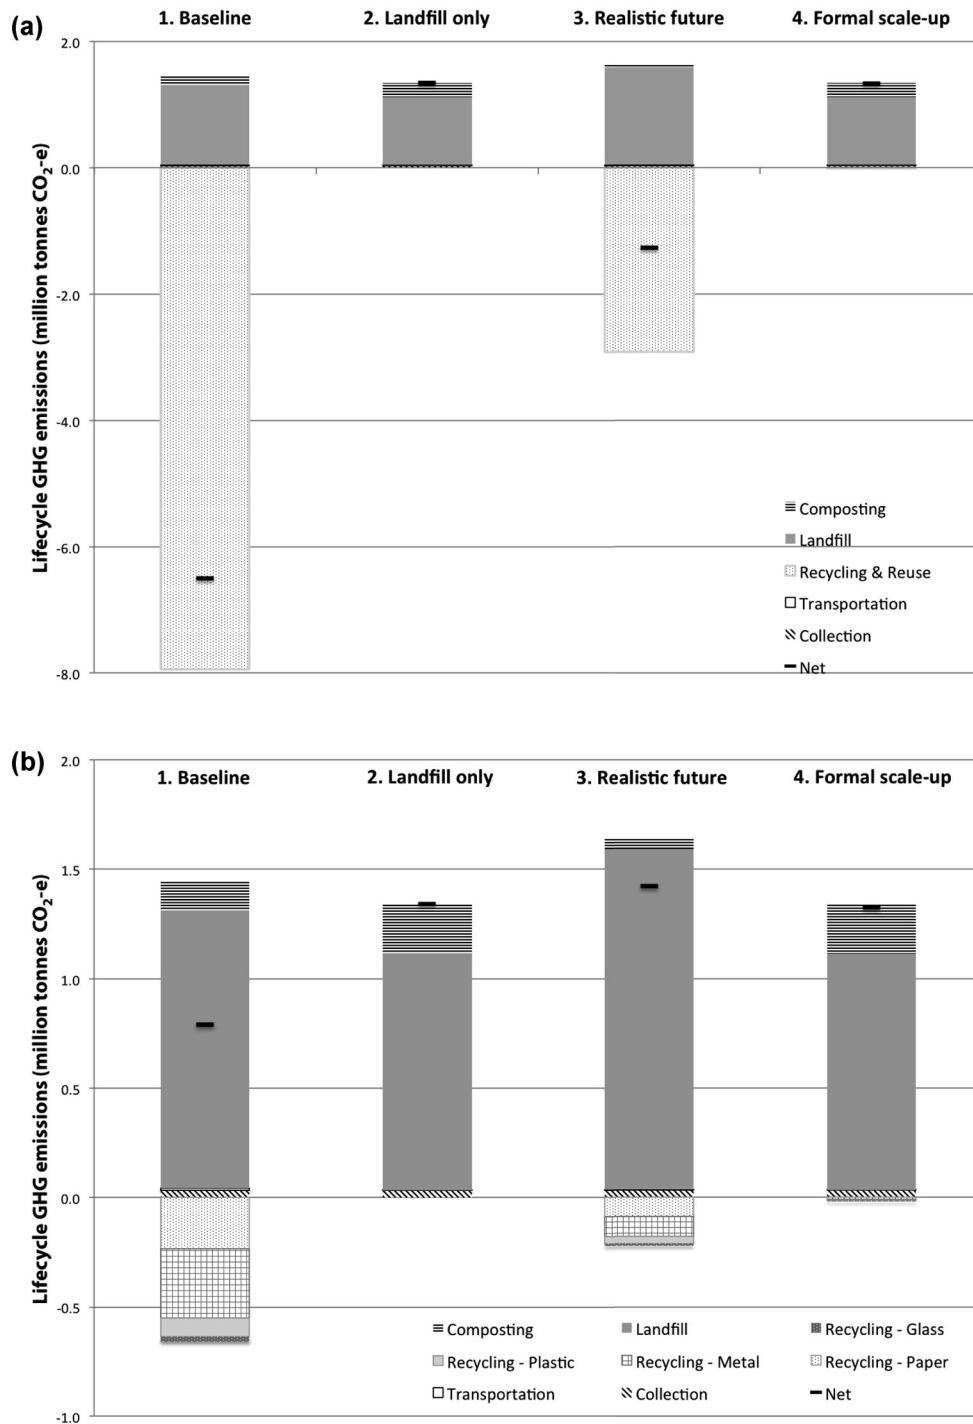 (a)
1. Baseline 2. Landfill only 3. Realistic future 4. Formal scale-up
Lifecycle GHG emissions (million tonnes CO₂-e)
2.0
0.0
-2.0
-4.0
-6.0
-8.0
Composting
Landfill
Recycling & Reuse
Transportation
Collection
Net
(b)
1. Baseline 2. Landfill only 3. Realistic future 4. Formal scale-up
Lifecycle GHG emissions (million tonnes CO₂-e)
2.0
1.5
1.0
0.5
0.0
-0.5
-1.0
Composting Landfill Recycling - Glass
Recycling - Plastic Recycling - Metal Recycling - Paper
Transportation Collection Net